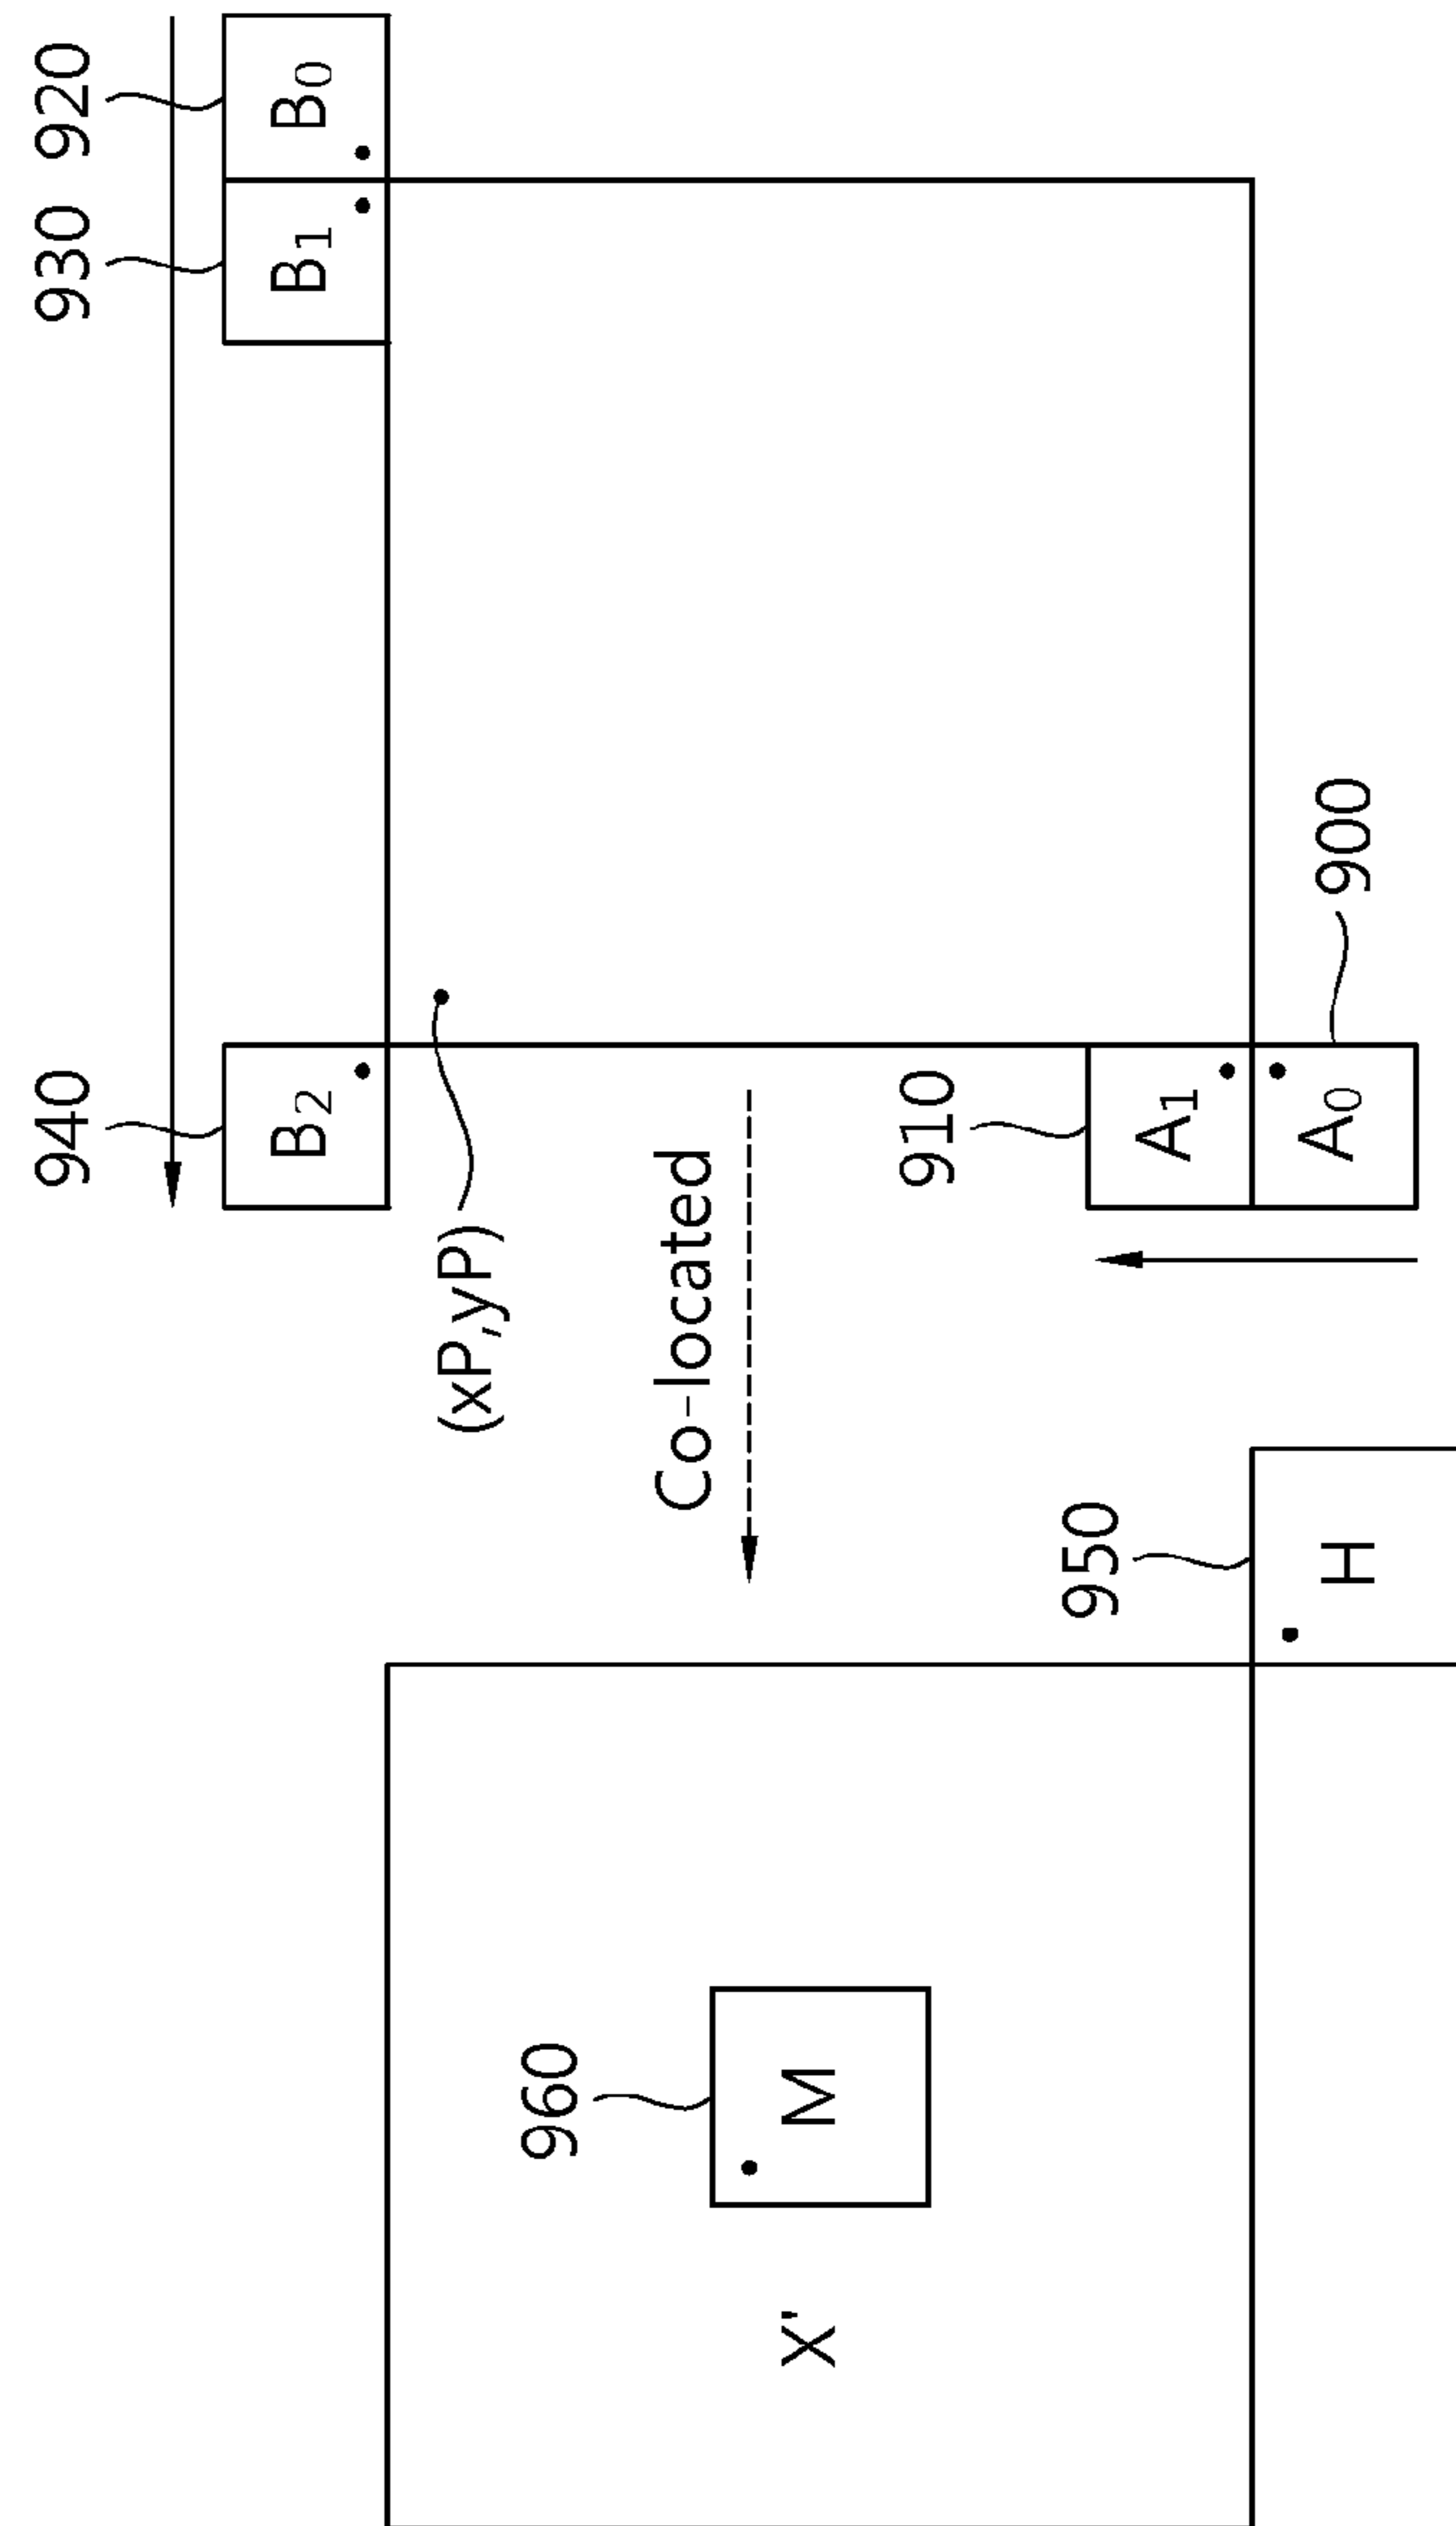 940
930
920
B₂
B₁
B₀
(xP,yP)
Co-located
960
M
X'
950
H
910
A₁
A₀
900